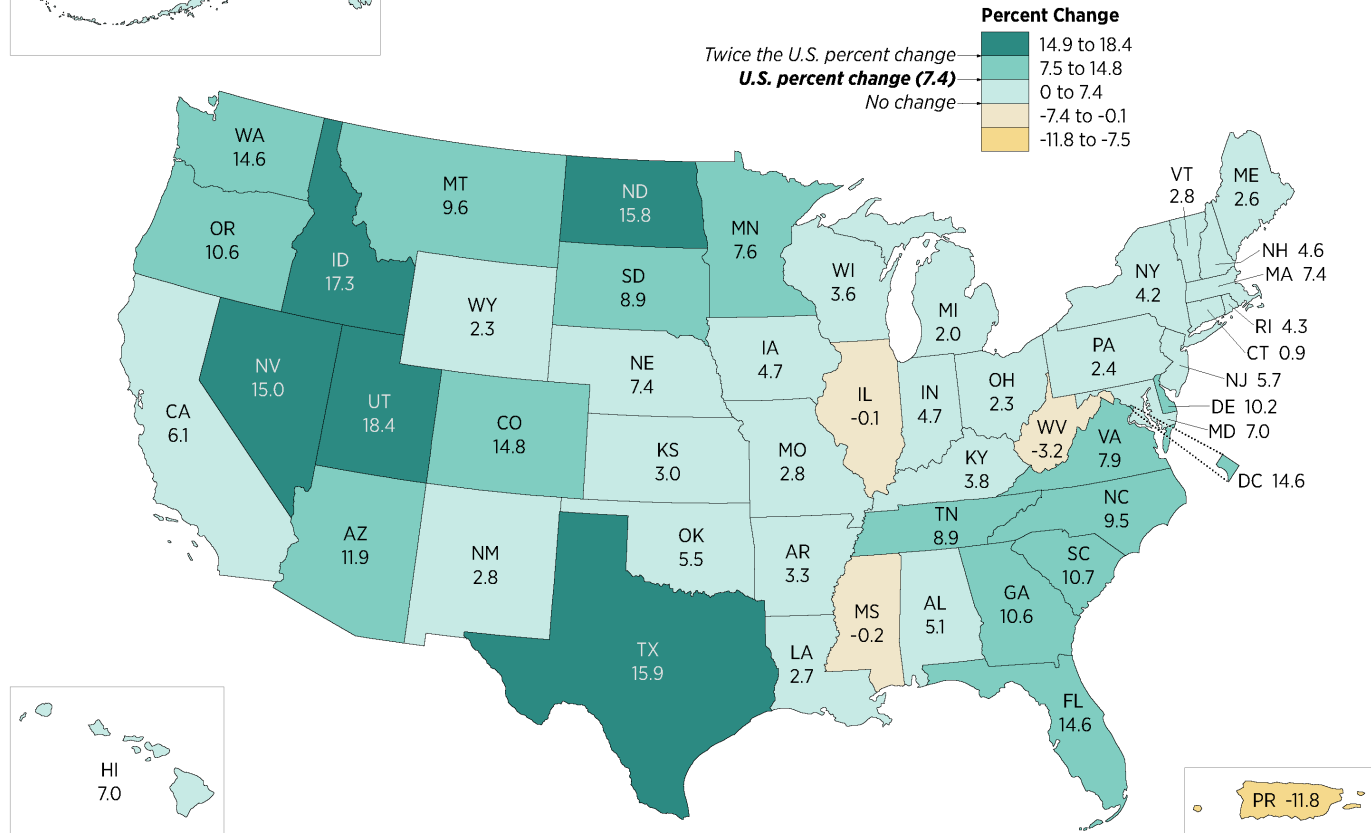 Percent Change
14.9 to 18.4
Twice the U.S. percent change
7.5 to 14.8
U.S. percent change (7.4)
0 to 7.4
No change
-7.4 to -0.1
-11.8 to -7.5
WA
14.6
OR
10.6
CA
6.1
ID
17.3
NV
15.0
UT
18.4
AZ
11.9
MT
9.6
WY
2.3
CO
14.8
NM
2.8
ND
15.8
SD
8.9
NE
7.4
KS
3.0
OK
5.5
TX
15.9
MN
7.6
IA
4.7
MO
2.8
AR
3.3
LA
2.7
WI
3.6
IL
-0.1
MS
-0.2
MI
2.0
IN
4.7
OH
2.3
KY
3.8
TN
8.9
AL
5.1
GA
10.6
FL
14.6
SC
10.7
NC
9.5
VA
7.9
WV
-3.2
PA
2.4
NY
4.2
VT
2.8
ME
2.6
NH 4.6
MA 7.4
RI 4.3
CT 0.9
NJ 5.7
DE 10.2
MD 7.0
DC 14.6
HI
7.0
PR -11.8